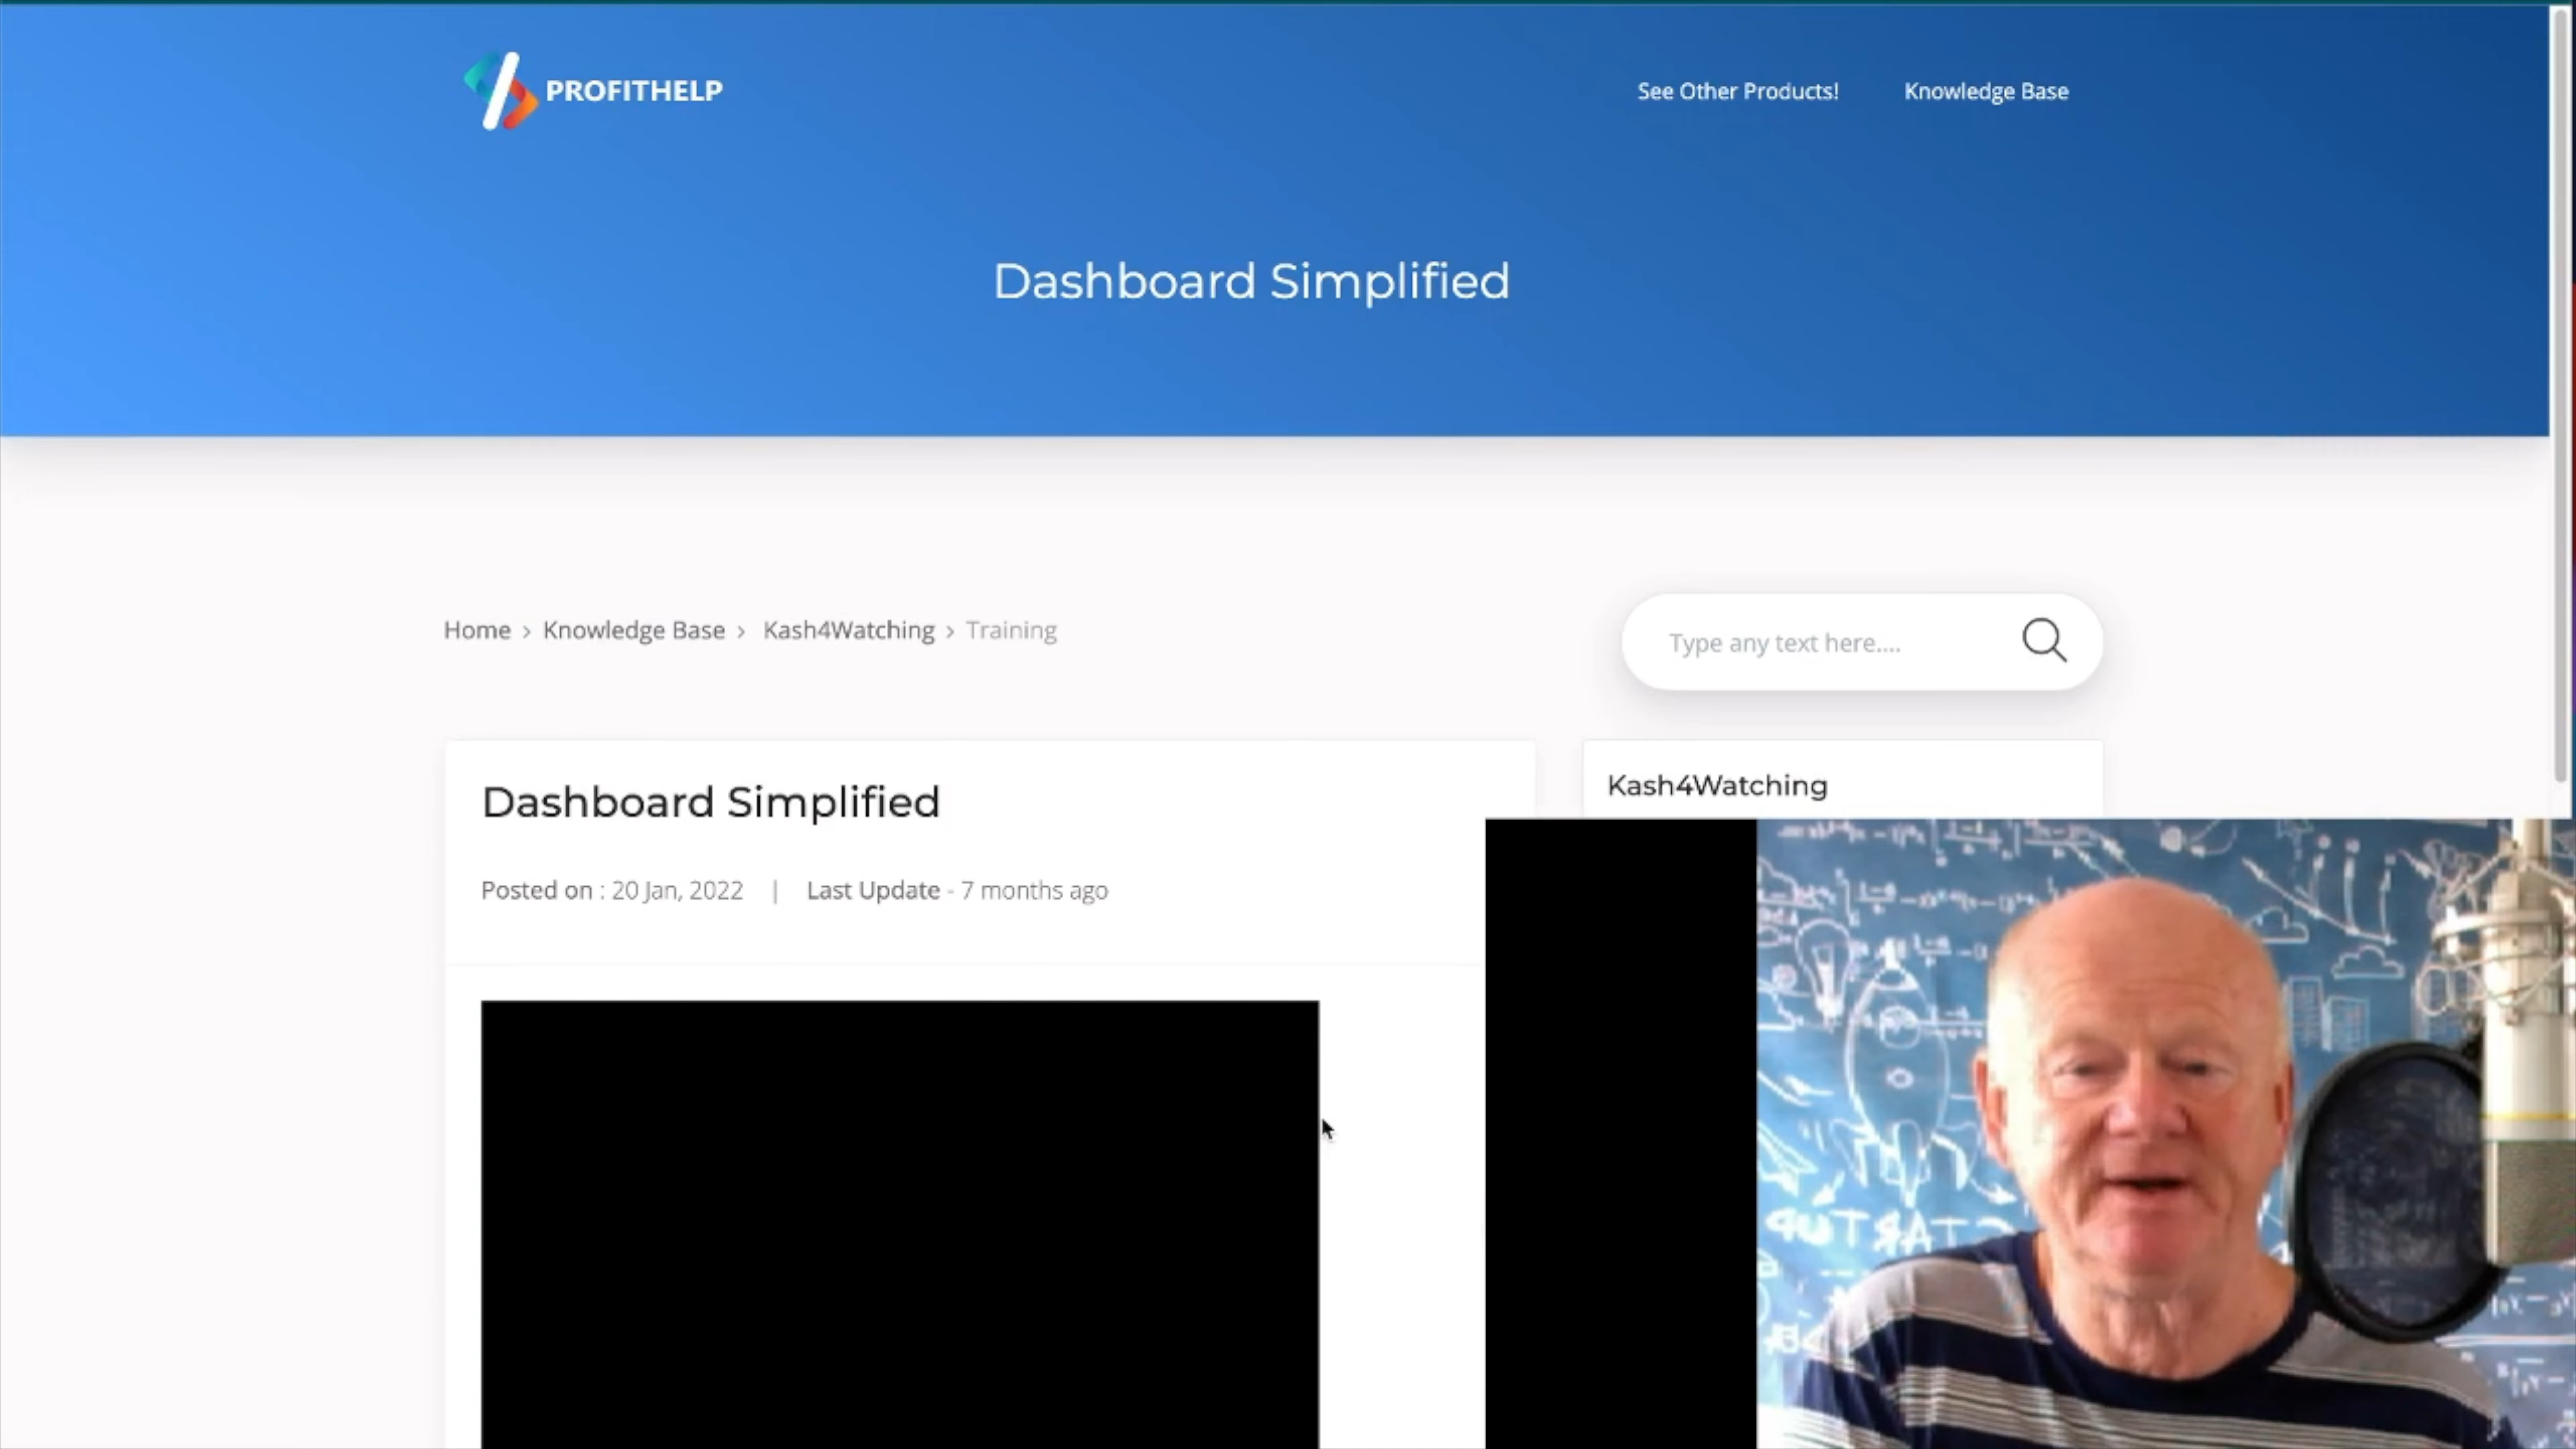 PROFITHELP
See Other Products!
Knowledge Base
Dashboard Simplified
Home › Knowledge Base › Kash4Watching › Training
Type any text here....
Dashboard Simplified
Kash4Watching
Posted on : 20 Jan, 2022 | Last Update - 7 months ago